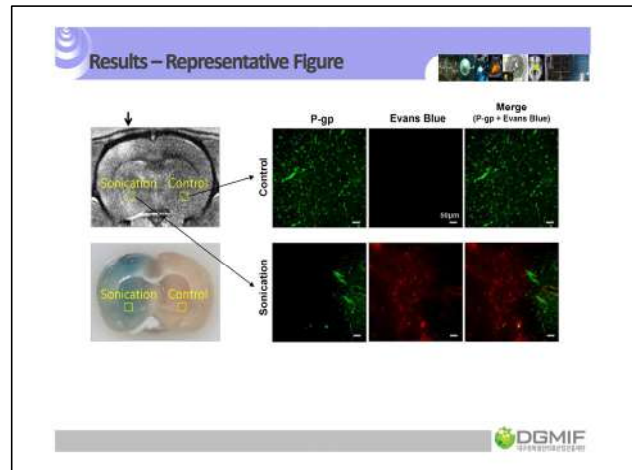 Results – Representative Figure
P-gp
Evans Blue
Merge
(P-gp + Evans Blue)
Sonication
Control
Control
50μm
Sonication
Control
Sonication
DGMIF